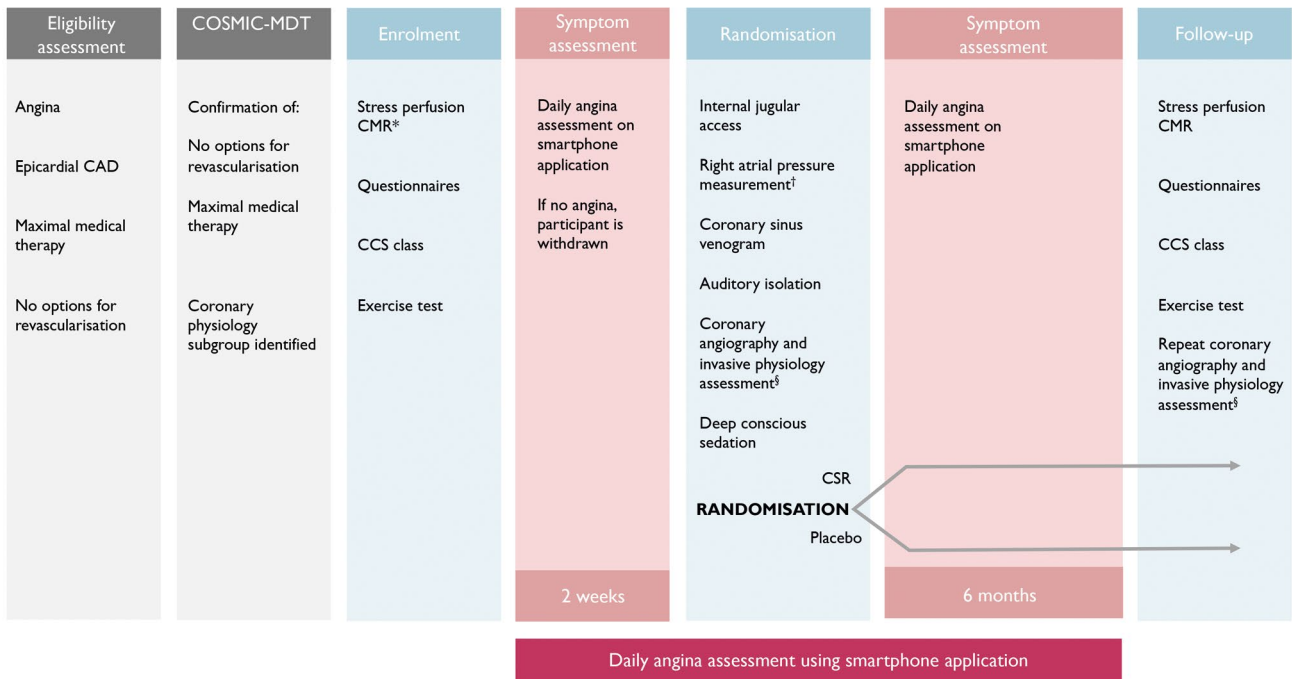 Eligibility
assessment
Angina
Epicardial CAD
Maximal medical
therapy
No options for
revascularisation
COSMIC-MDT
Confirmation of:
No options for
revascularisation
Maximal medical
therapy
Coronary
physiology
subgroup identified
Enrolment
Stress perfusion
CMR*
Questionnaires
CCS class
Exercise test
Symptom
assessment
Daily angina
assessment on
smartphone
application
If no angina,
participant is
withdrawn
2 weeks
Randomisation
Internal jugular
access
Right atrial pressure
measurement†
Coronary sinus
venogram
Auditory isolation
Coronary
angiography and
invasive physiology
assessment§
Deep conscious
sedation
CSR
RANDOMISATION
Placebo
Symptom
assessment
Daily angina
assessment on
smartphone
application
6 months
Follow-up
Stress perfusion
CMR
Questionnaires
CCS class
Exercise test
Repeat coronary
angiography and
invasive physiology
assessment§
Daily angina assessment using smartphone application